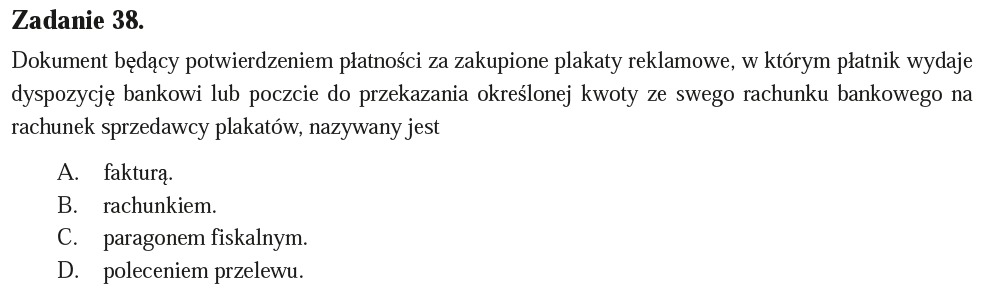 Zadanie 38.
Dokument będący potwierdzeniem płatności za zakupione plakaty reklamowe, w którym płatnik wydaje
dyspozycję bankowi lub poczcie do przekazania określonej kwoty ze swego rachunku bankowego na
rachunek sprzedawcy plakatów, nazywany jest
A. fakturą.
B. rachunkiem.
C. paragonem fiskalnym.
D. poleceniem przelewu.